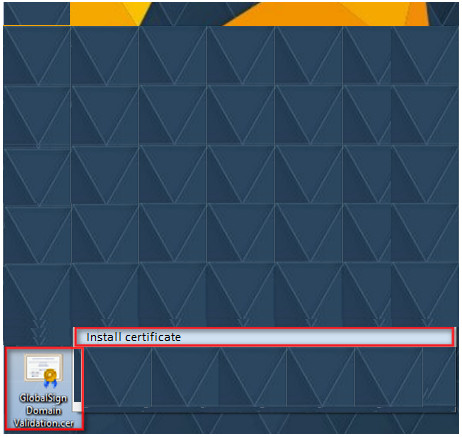 Install certificate
GlobalSign
Domain
Validation.cer